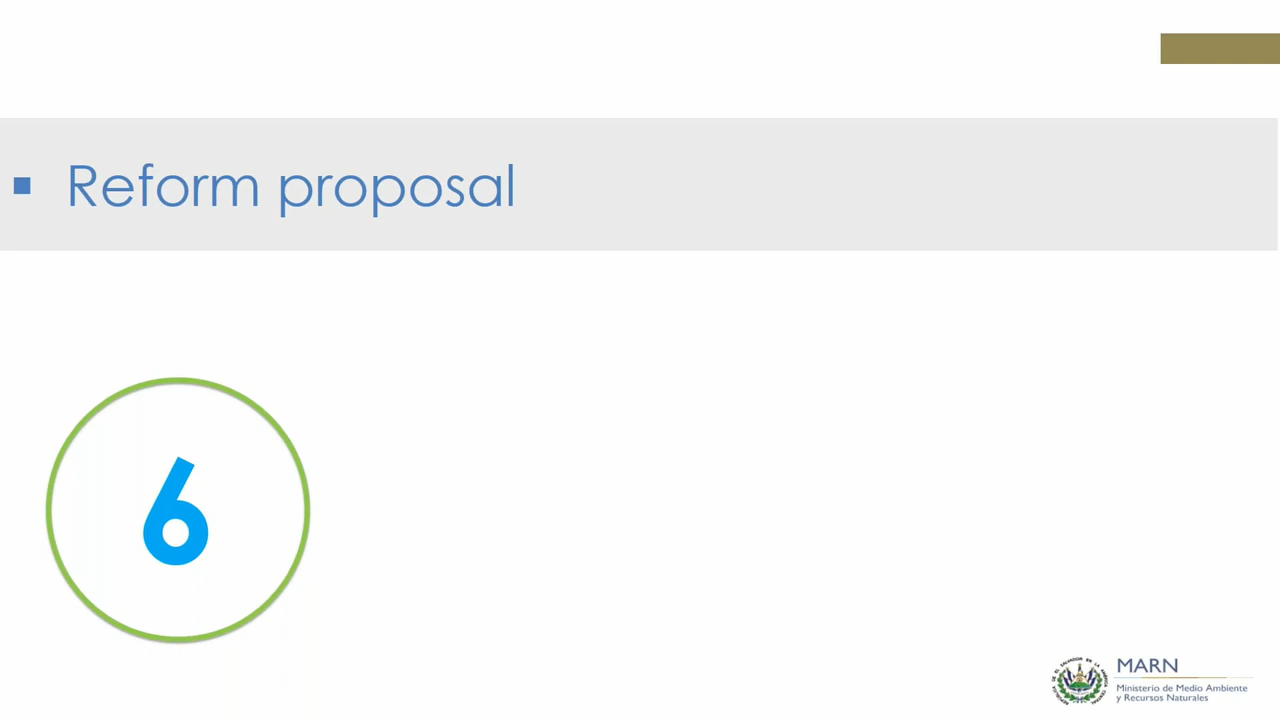 ▪ Reform proposal
6
MARN
Ministerio de Medio Ambiente
y Recursos Naturales